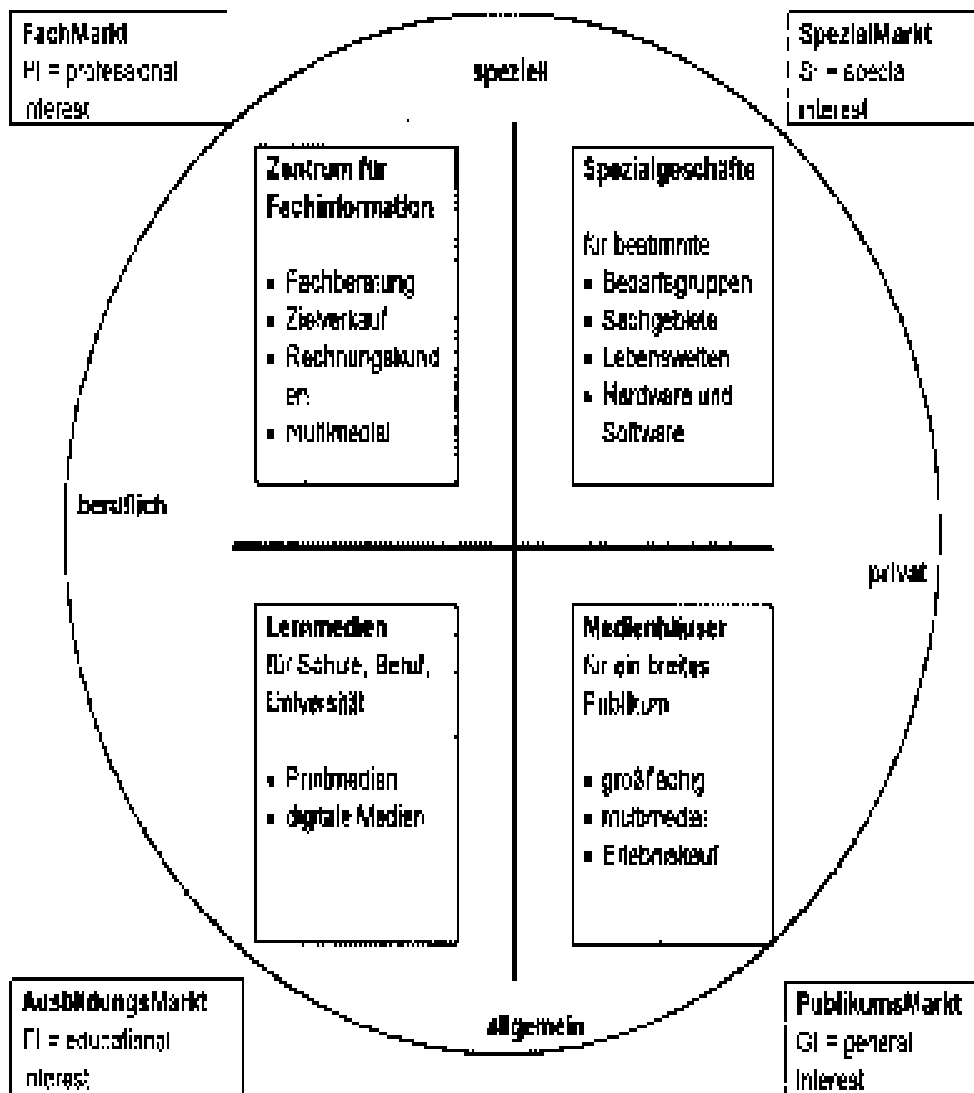 FachMarkt
PI = professional
interest
SpezialMarkt
SI = special
interest
speziell
Zentrum für
Fachinformation
▪ Fachberatung
▪ Zielverkauf
▪ Rechnungskund
en
▪ multimedial
Spezialgeschäfte
für bestimmte
▪ Bedarfsgruppen
▪ Sachgebiete
▪ Lebenswelten
▪ Hardware und
Software
beruflich
privat
Lernmedien
für Schule, Beruf,
Universität
▪ Printmedien
▪ digitale Medien
Medienhäuser
für ein breites
Publikum
▪ großflächig
▪ multimedial
▪ Erlebniskauf
allgemein
AusbildungsMarkt
EI = educational
interest
PublikumsMarkt
GI = general
interest